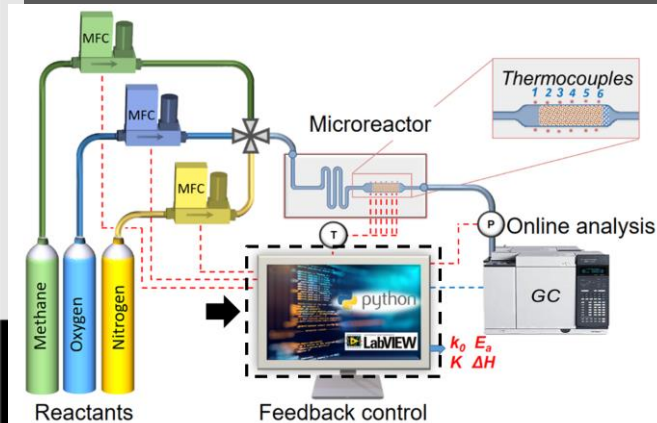 MFC
MFC
MFC
Thermocouples
1 2 3 4 5 6
Microreactor
T
P
Online analysis
GC
Methane
Oxygen
Nitrogen
python
LabVIEW
k₀ Eₐ
K ΔH
Reactants
Feedback control